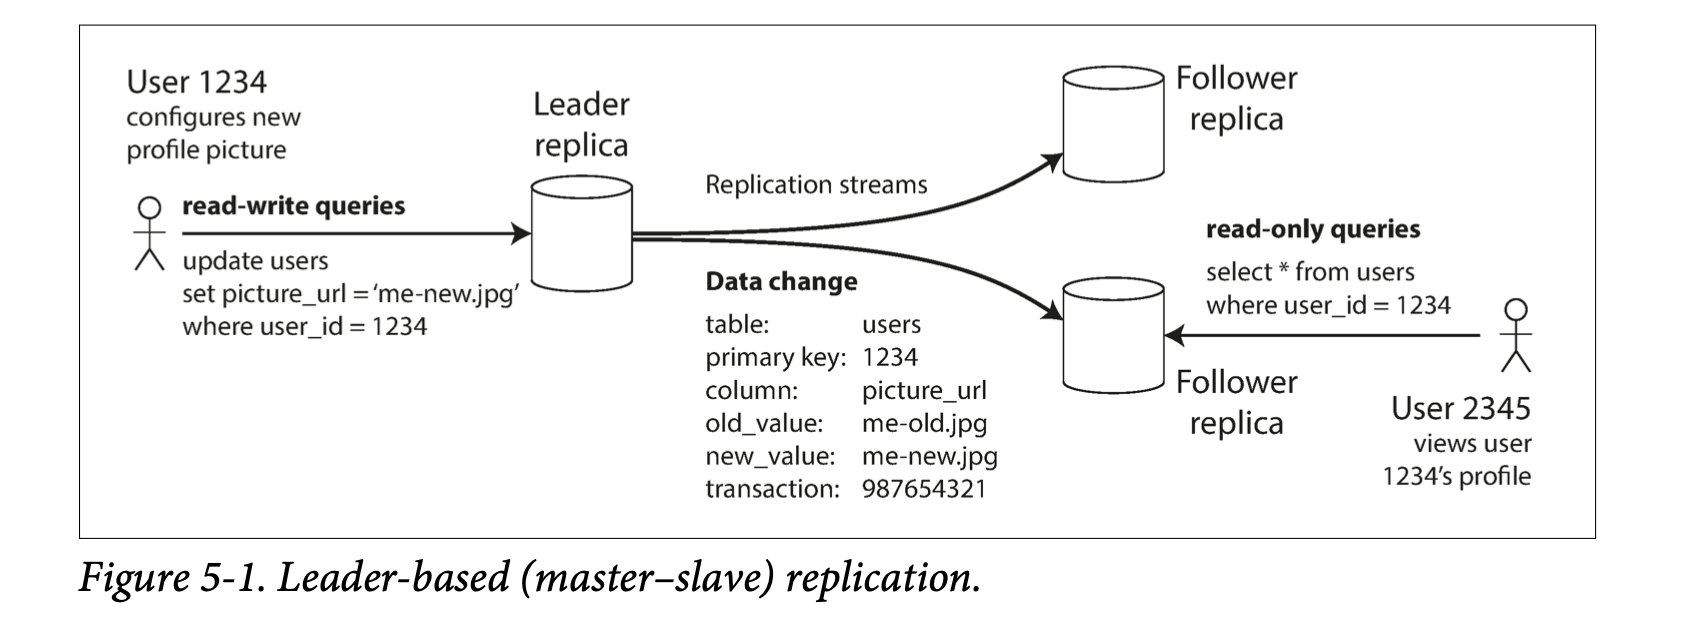 User 1234
configures new
profile picture
read-write queries
update users
set picture_url = ‘me-new.jpg’
where user_id = 1234
Leader
replica
Replication streams
Data change
table: users
primary key: 1234
column: picture_url
old_value: me-old.jpg
new_value: me-new.jpg
transaction: 987654321
Follower
replica
read-only queries
select * from users
where user_id = 1234
Follower
replica
User 2345
views user
1234’s profile
Figure 5-1. Leader-based (master–slave) replication.